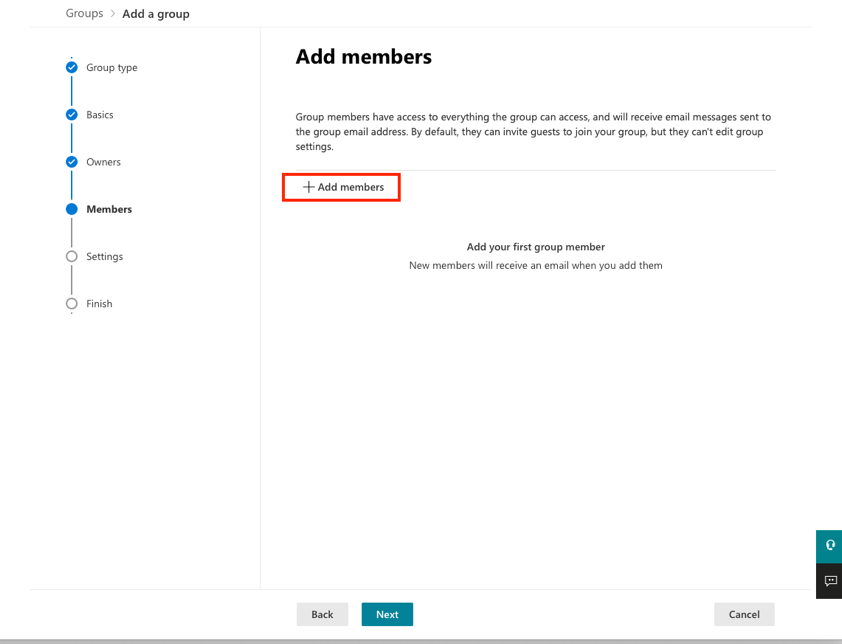 Groups > Add a group
Group type
Basics
Owners
Members
Settings
Finish
Add members
Group members have access to everything the group can access, and will receive email messages sent to
the group email address. By default, they can invite guests to join your group, but they can't edit group
settings.
+ Add members
Add your first group member
New members will receive an email when you add them
Back
Next
Cancel